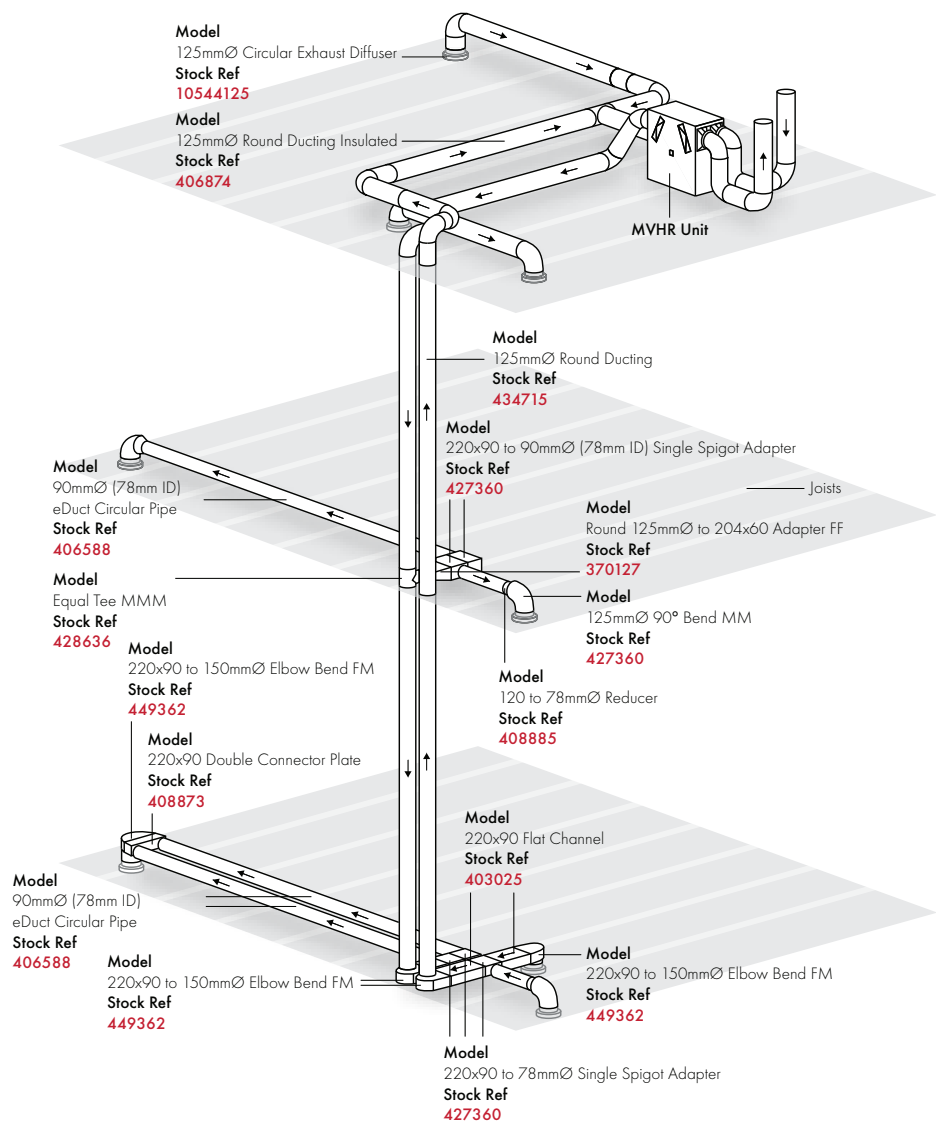 Model
125mmØ Circular Exhaust Diffuser
Stock Ref
10544125
Model
125mmØ Round Ducting Insulated
Stock Ref
406874
MVHR Unit
Model
125mmØ Round Ducting
Stock Ref
434715
Model
220x90 to 90mmØ (78mm ID) Single Spigot Adapter
Stock Ref
427360
Joists
Model
90mmØ (78mm ID)
eDuct Circular Pipe
Stock Ref
406588
Model
Round 125mmØ to 204x60 Adapter FF
Stock Ref
370127
Model
Equal Tee MMM
Stock Ref
428636
Model
125mmØ 90° Bend MM
Stock Ref
427360
Model
220x90 to 150mmØ Elbow Bend FM
Stock Ref
449362
Model
120 to 78mmØ Reducer
Stock Ref
408885
Model
220x90 Double Connector Plate
Stock Ref
408873
Model
220x90 Flat Channel
Stock Ref
403025
Model
90mmØ (78mm ID)
eDuct Circular Pipe
Stock Ref
406588
Model
220x90 to 150mmØ Elbow Bend FM
Stock Ref
449362
Model
220x90 to 150mmØ Elbow Bend FM
Stock Ref
449362
Model
220x90 to 78mmØ Single Spigot Adapter
Stock Ref
427360